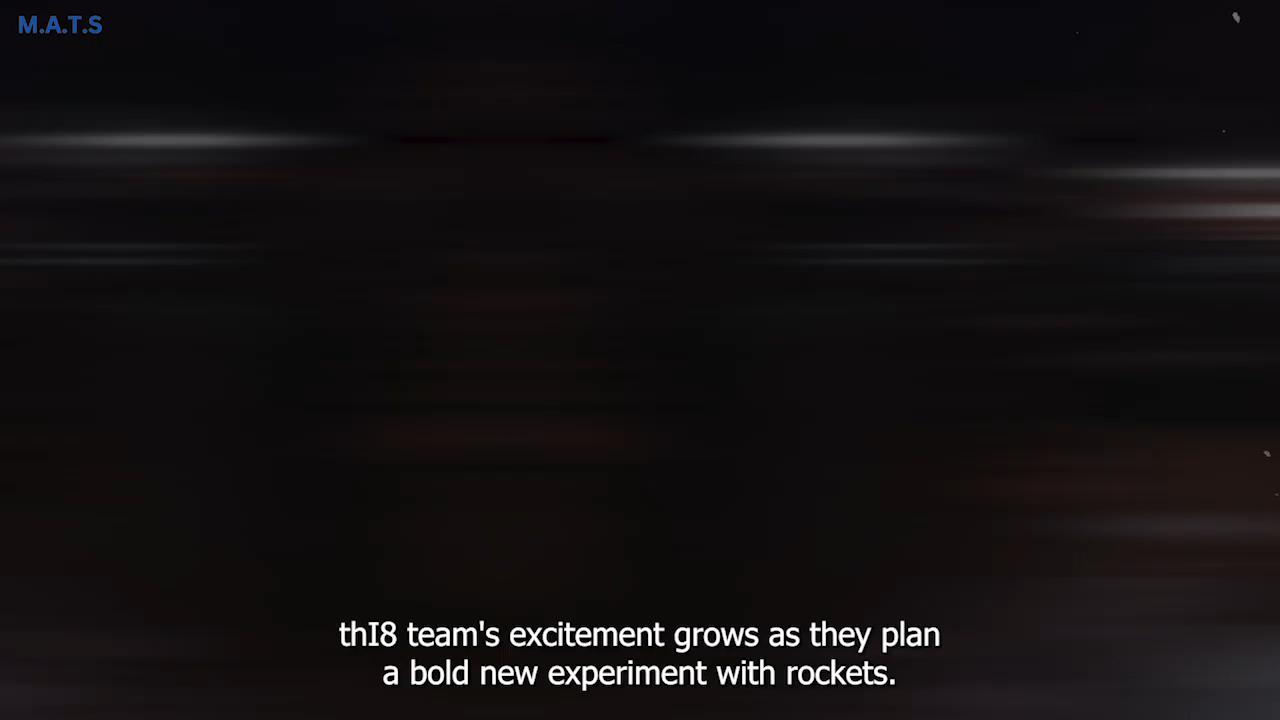 M.A.T.S
thI8 team's excitement grows as they plan
a bold new experiment with rockets.